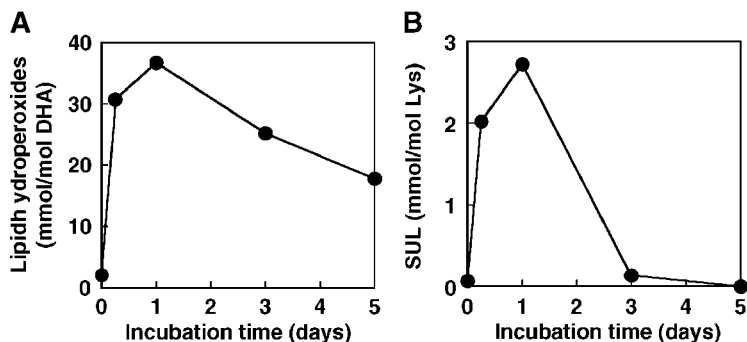 A
Lipidh ydroperoxides
(mmol/mol DHA)
40
30
20
10
0
0 1 2 3 4 5
Incubation time (days)
B
SUL (mmol/mol Lys)
3
2
1
0
0 1 2 3 4 5
Incubation time (days)